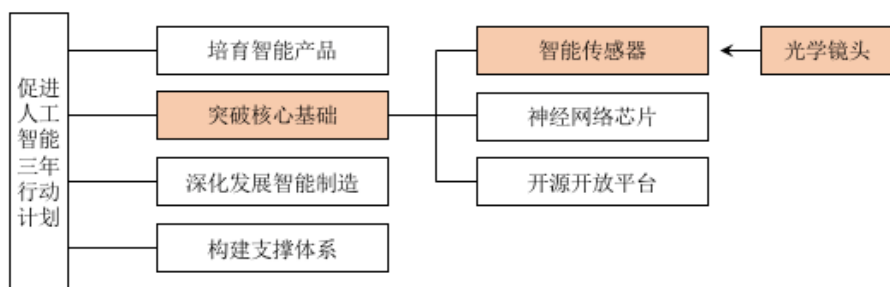 促进
人工
智能
三年
行动
计划
培育智能产品
突破核心基础
深化发展智能制造
构建支撑体系
智能传感器
神经网络芯片
开源开放平台
光学镜头